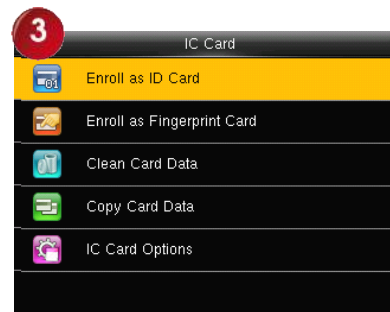 3
IC Card
01
Enroll as ID Card
Enroll as Fingerprint Card
Clean Card Data
Copy Card Data
IC Card Options